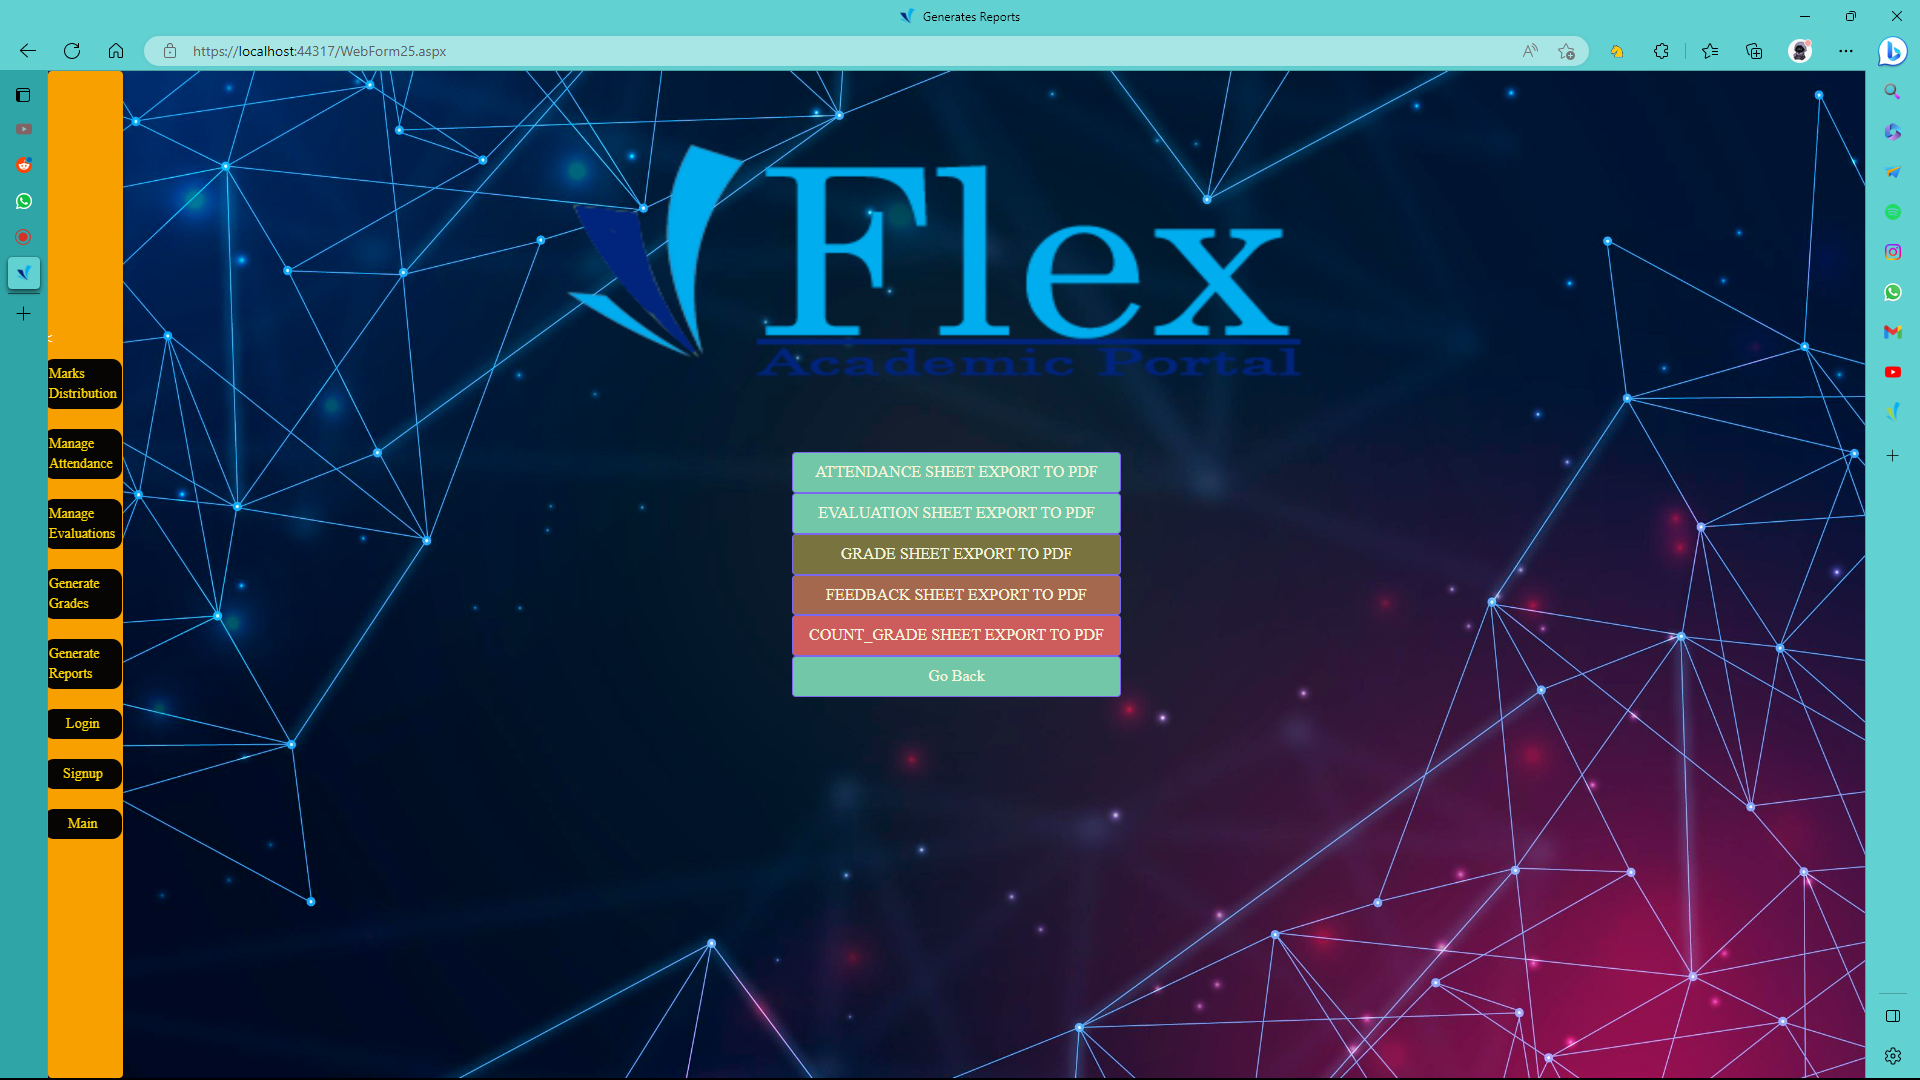 Generates Reports
https://localhost:44317/WebForm25.aspx
Flex
Academic Portal
<
Marks
Distribution
Manage
Attendance
Manage
Evaluations
Generate
Grades
Generate
Reports
Login
Signup
Main
ATTENDANCE SHEET EXPORT TO PDF
EVALUATION SHEET EXPORT TO PDF
GRADE SHEET EXPORT TO PDF
FEEDBACK SHEET EXPORT TO PDF
COUNT_GRADE SHEET EXPORT TO PDF
Go Back